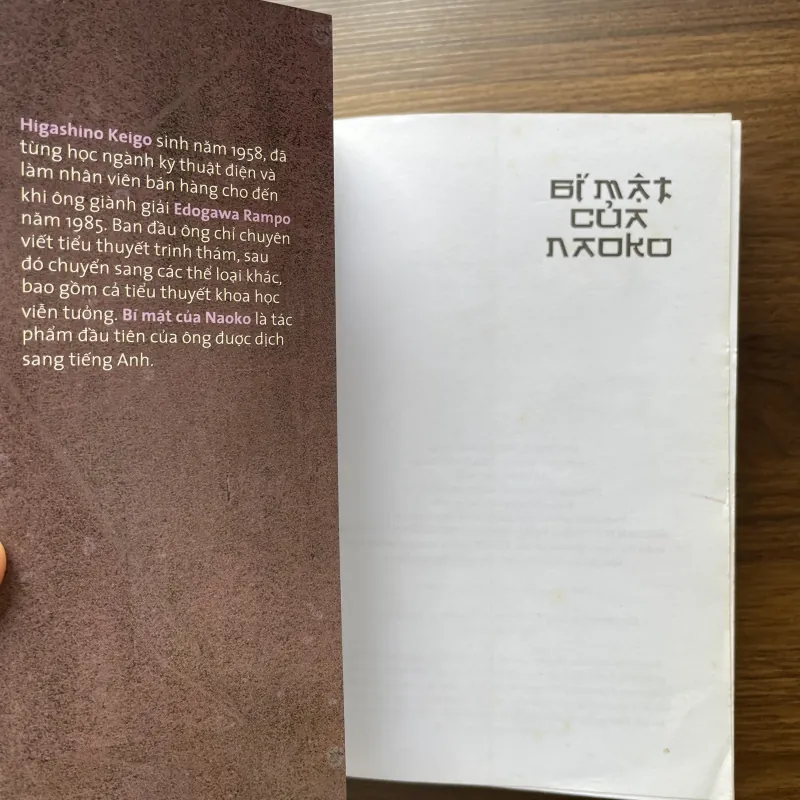 Higashino Keigo sinh năm 1958, đã
từng học ngành kỹ thuật điện và
làm nhân viên bán hàng cho đến
khi ông giành giải Edogawa Rampo
năm 1985. Ban đầu ông chỉ chuyên
viết tiểu thuyết trinh thám, sau
đó chuyển sang các thể loại khác,
bao gồm cả tiểu thuyết khoa học
viễn tưởng. Bí mật của Naoko là tác
phẩm đầu tiên của ông được dịch
sang tiếng Anh.
BÍ MẬT
CỦA
NAOKO